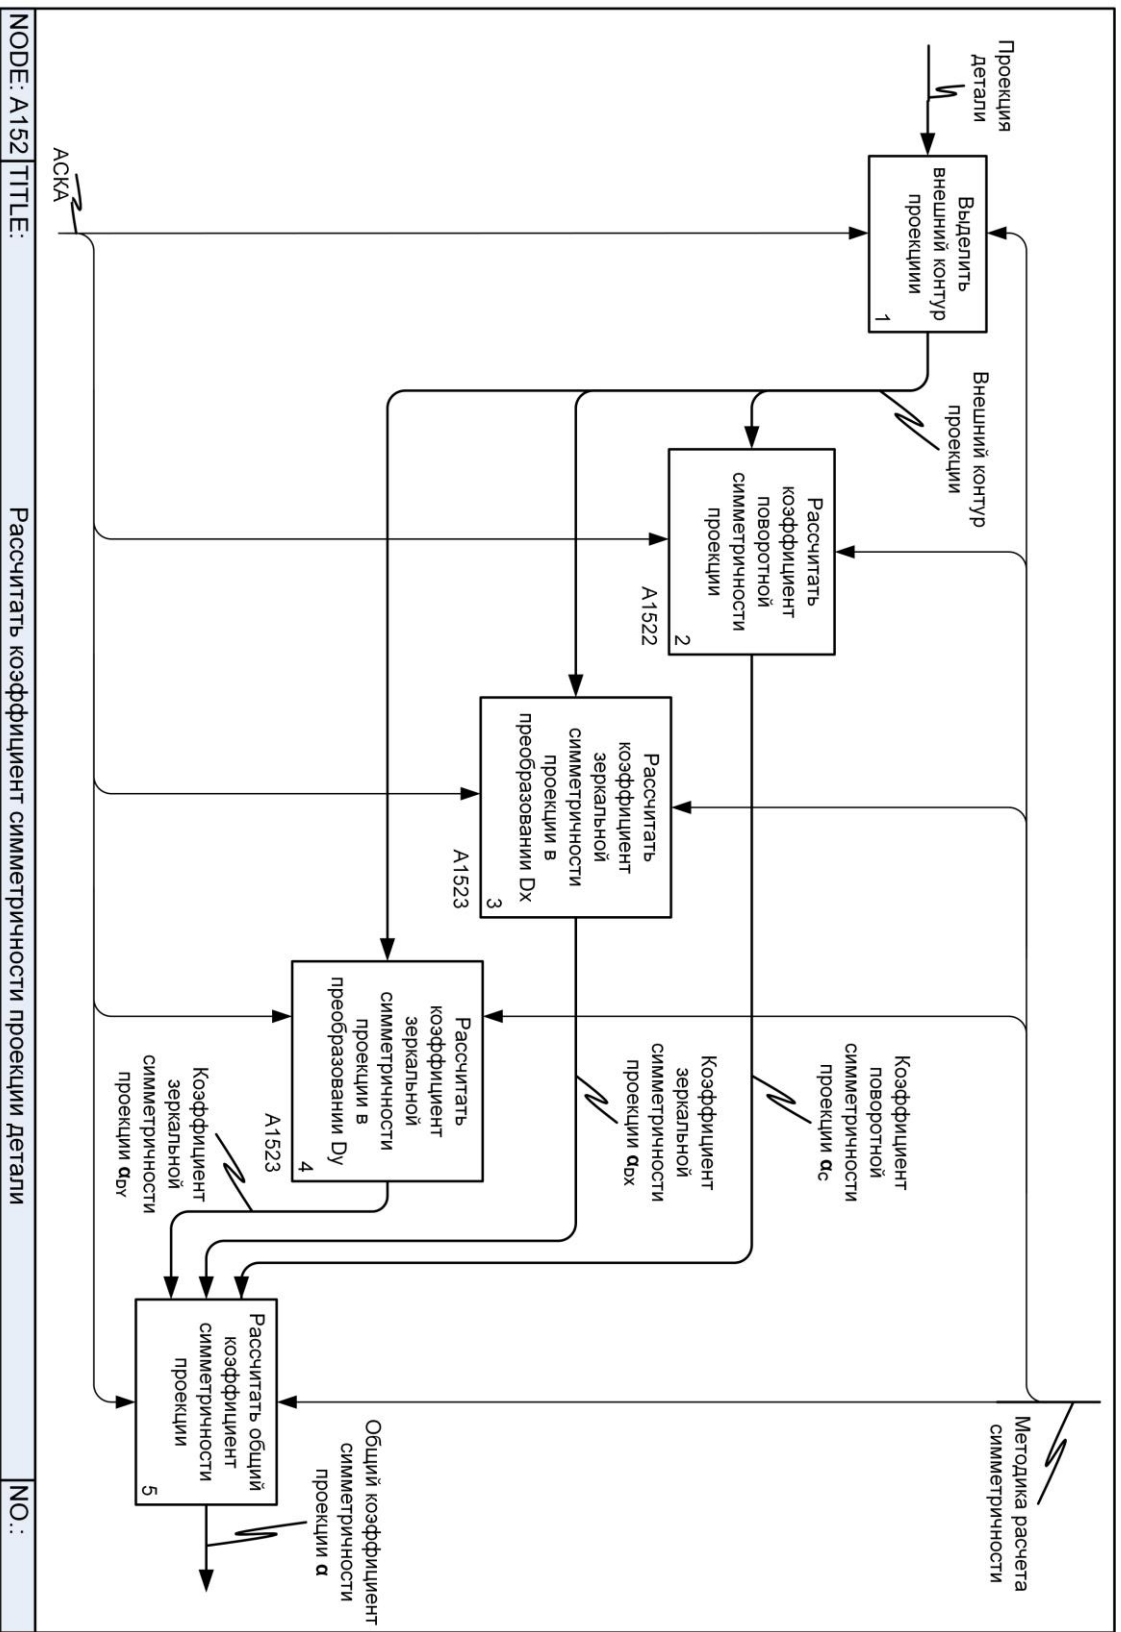 Проекция
детали
Выделить
внешний контур
проекциии
1
Внешний контур
проекции
Рассчитать
коэффициент
поворотной
симметричности
проекции
2
A1522
Рассчитать
коэффициент
зеркальной
симметричности
проекции в
преобразовании Dx
3
A1523
Рассчитать
коэффициент
зеркальной
симметричности
проекции в
преобразовании Dy
4
A1523
Методика расчета
симметричности
Коэффициент
поворотной
симметричности
проекции αC
Коэффициент
зеркальной
симметричности
проекции αDX
Коэффициент
зеркальной
симметричности
проекции αDY
Рассчитать общий
коэффициент
симметричности
проекции
5
Общий коэффициент
симметричности
проекции α
АСКА
NODE: A152
TITLE:
Рассчитать коэффициент симметричности проекции детали
NO.: